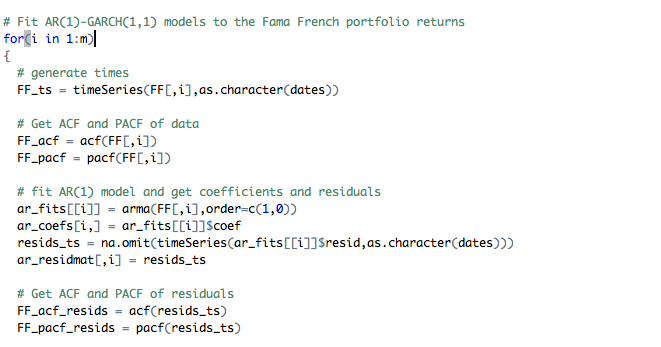 # Fit AR(1)-GARCH(1,1) models to the Fama French portfolio returns
for(i in 1:m)
{
# generate times
FF_ts = timeSeries(FF[,i],as.character(dates))
# Get ACF and PACF of data
FF_acf = acf(FF[,i])
FF_pacf = pacf(FF[,i])
# fit AR(1) model and get coefficients and residuals
ar_fits[[i]] = arma(FF[,i],order=c(1,0))
ar_coefs[i,] = ar_fits[[i]]$coef
resids_ts = na.omit(timeSeries(ar_fits[[i]]$resid,as.character(dates)))
ar_residmat[,i] = resids_ts
# Get ACF and PACF of residuals
FF_acf_resids = acf(resids_ts)
FF_pacf_resids = pacf(resids_ts)